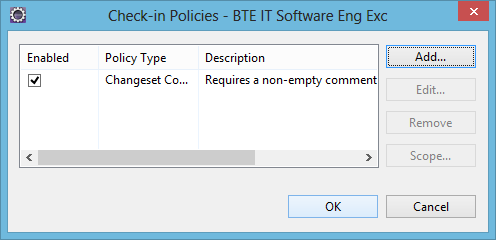 Check-in Policies - BTE IT Software Eng Exc
Enabled Policy Type Description
Changeset Co... Requires a non-empty comment
Add...
Edit...
Remove
Scope...
OK Cancel